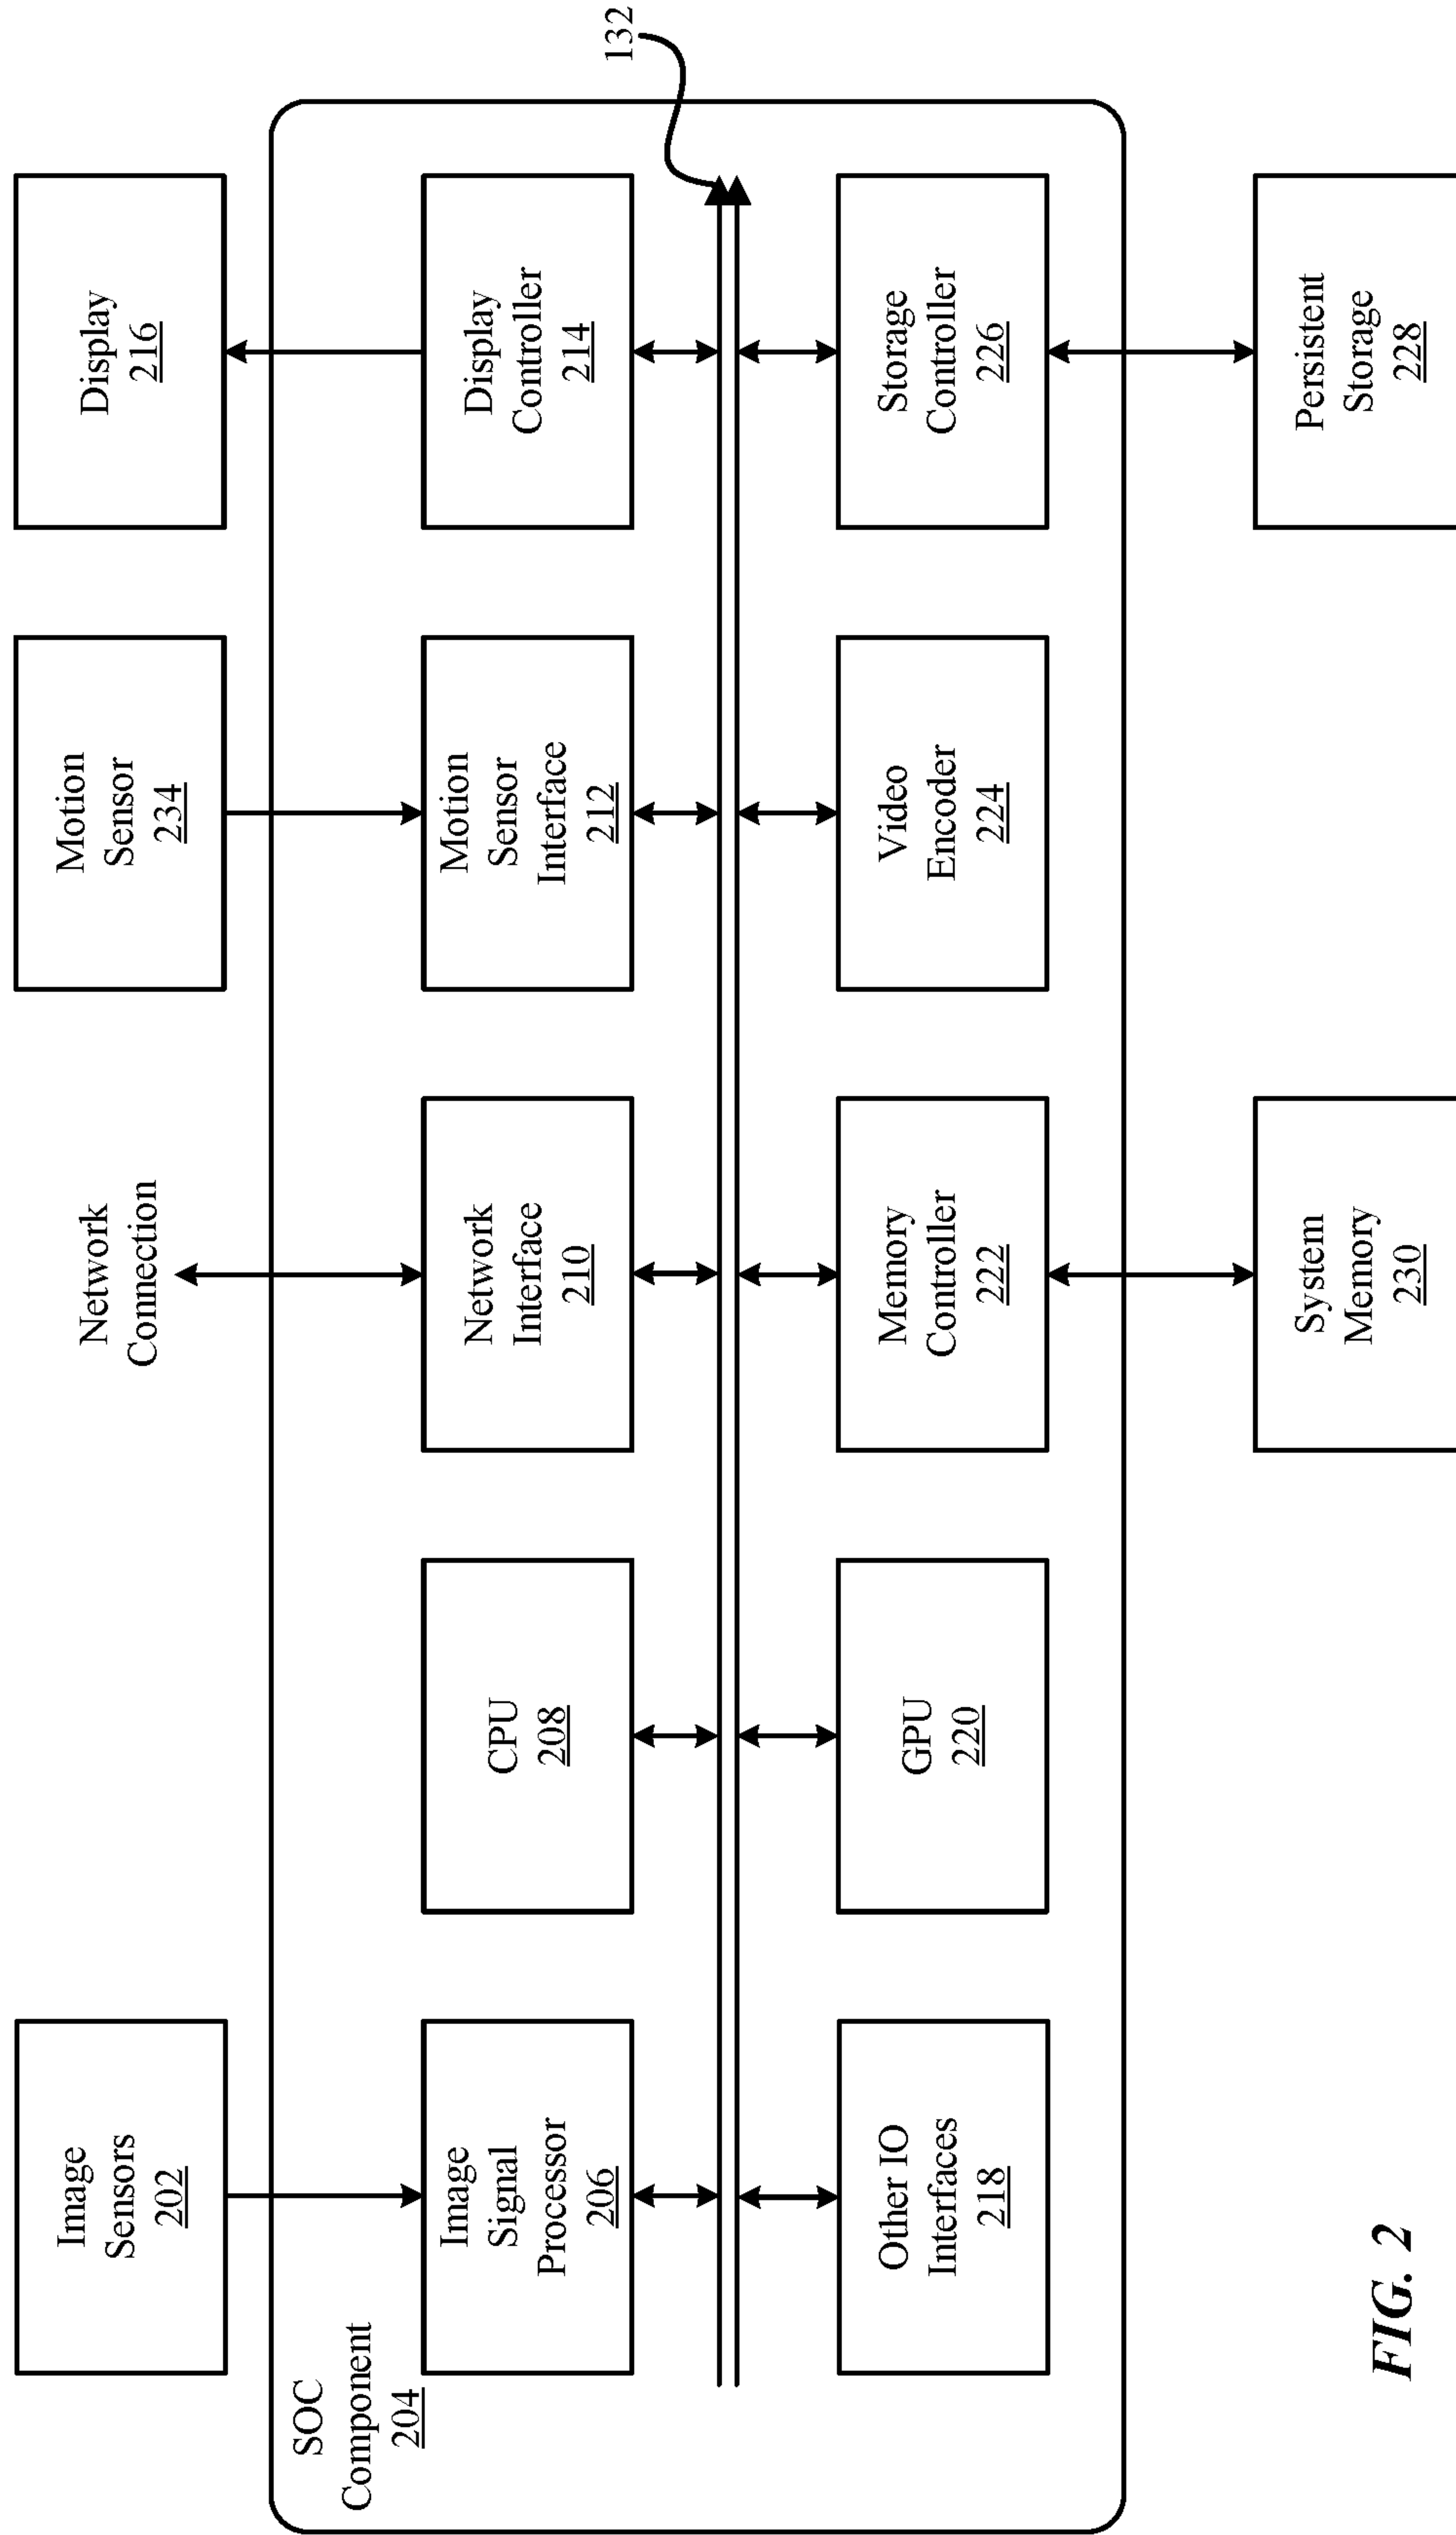 Image
Sensors
202
Network
Connection
Motion
Sensor
234
Display
216
SOC
Component
204
Image
Signal
Processor
206
CPU
208
Network
Interface
210
Motion
Sensor
Interface
212
Display
Controller
214
132
Other IO
Interfaces
218
GPU
220
Memory
Controller
222
Video
Encoder
224
Storage
Controller
226
System
Memory
230
Persistent
Storage
228
FIG. 2